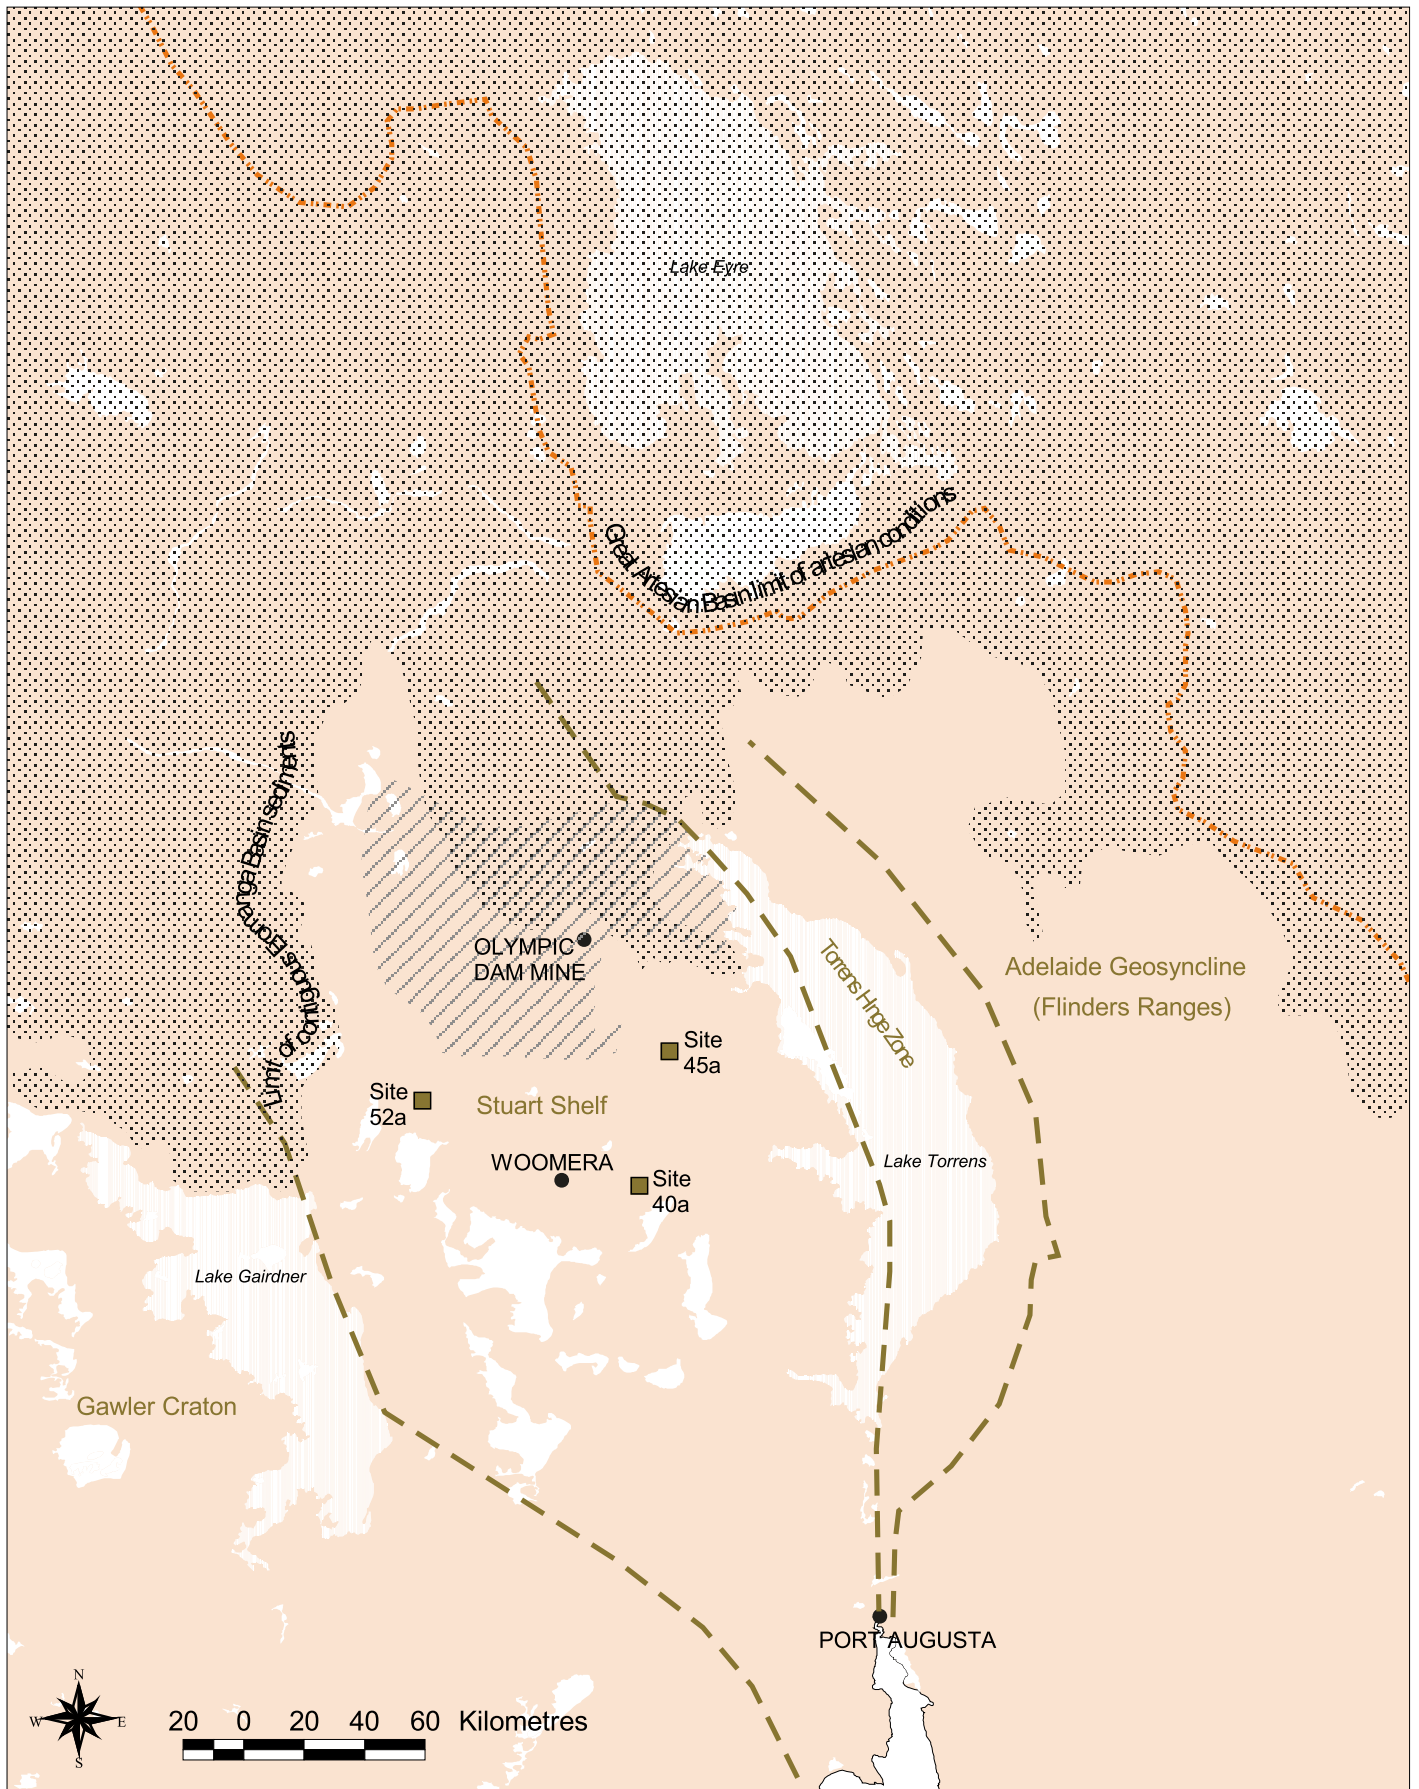 Lake Eyre
Great Artesian Basin limit of artesian conditions
Limit of contiguous Eromanga Basin sediments
OLYMPIC
DAM MINE
Torrens Hinge Zone
Adelaide Geosyncline
(Flinders Ranges)
Site
45a
Site
52a
Stuart Shelf
WOOMERA
Site
40a
Lake Torrens
Lake Gairdner
Gawler Craton
PORT AUGUSTA
N
W
E
S
20 0 20 40 60 Kilometres